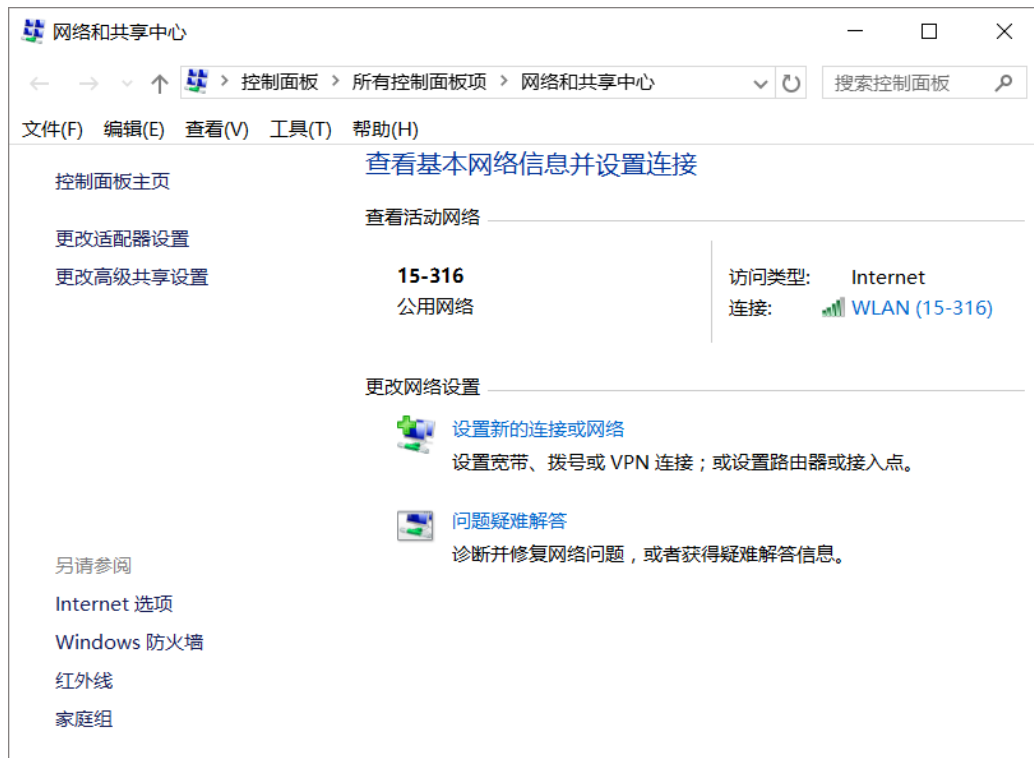 网络和共享中心
控制面板 > 所有控制面板项 > 网络和共享中心
搜索控制面板
文件(F) 编辑(E) 查看(V) 工具(T) 帮助(H)
控制面板主页
更改适配器设置
更改高级共享设置
查看基本网络信息并设置连接
查看活动网络
15-316
公用网络
访问类型: Internet
连接: WLAN (15-316)
更改网络设置
设置新的连接或网络
设置宽带、拨号或 VPN 连接；或设置路由器或接入点。
问题疑难解答
诊断并修复网络问题，或者获得疑难解答信息。
另请参阅
Internet 选项
Windows 防火墙
红外线
家庭组